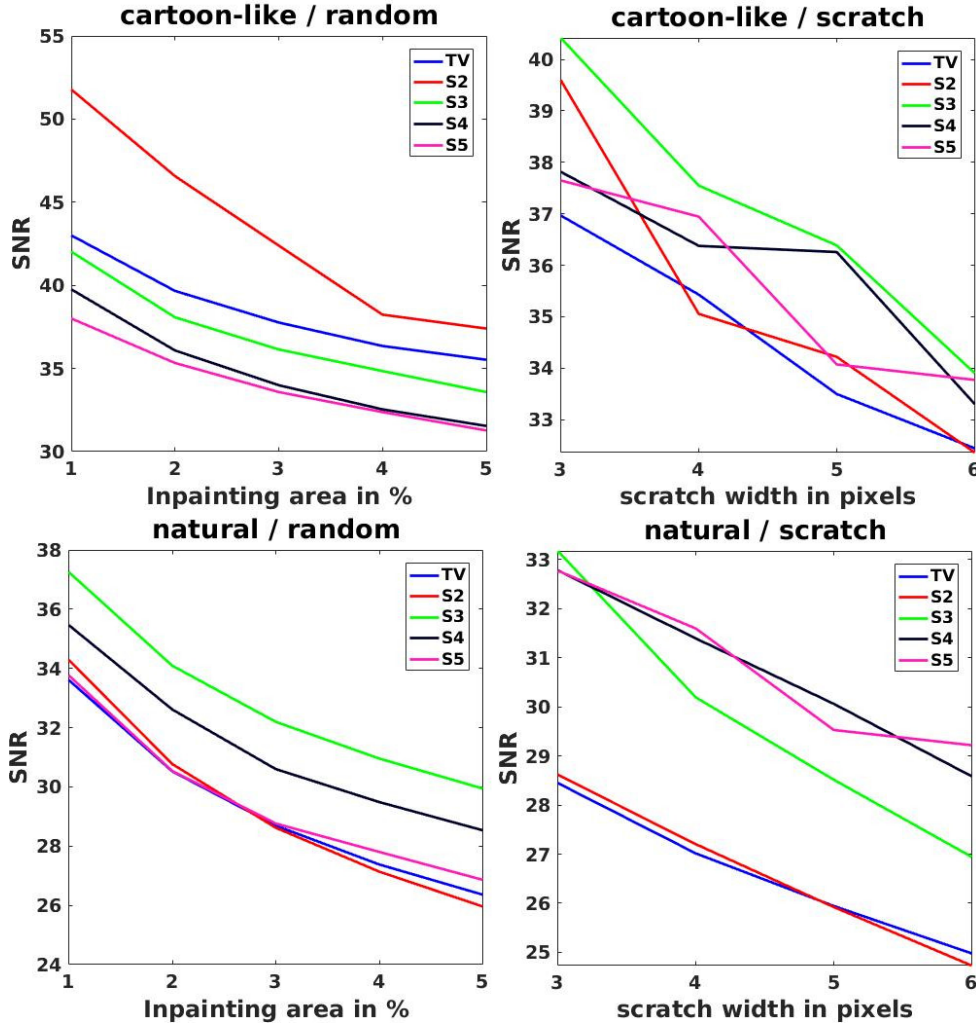 cartoon-like / random
55
50
45
40
35
30
SNR
TV
S2
S3
S4
S5
1 2 3 4 5
Inpainting area in %
cartoon-like / scratch
40
39
38
37
36
35
34
33
SNR
TV
S2
S3
S4
S5
3 4 5 6
scratch width in pixels
natural / random
38
36
34
32
30
28
26
24
SNR
TV
S2
S3
S4
S5
1 2 3 4 5
Inpainting area in %
natural / scratch
33
32
31
30
29
28
27
26
25
SNR
TV
S2
S3
S4
S5
3 4 5 6
scratch width in pixels